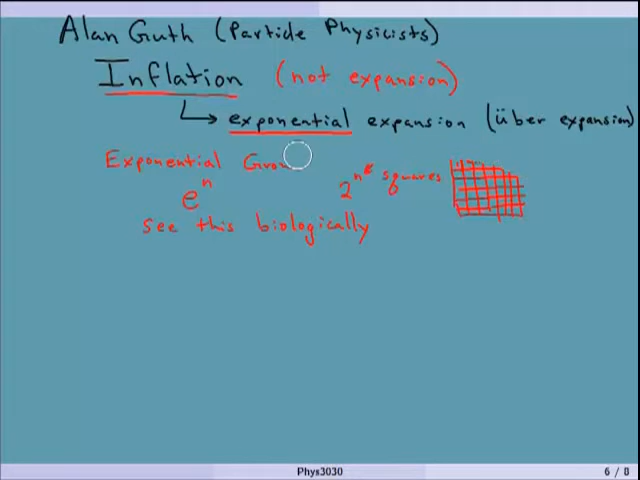 Alan Guth (Particle Physicists)
Inflation (not expansion)
exponential expansion (über expansion)
Exponential
e^n 2^n squares
see this biologically
Phys3030 6 / 8